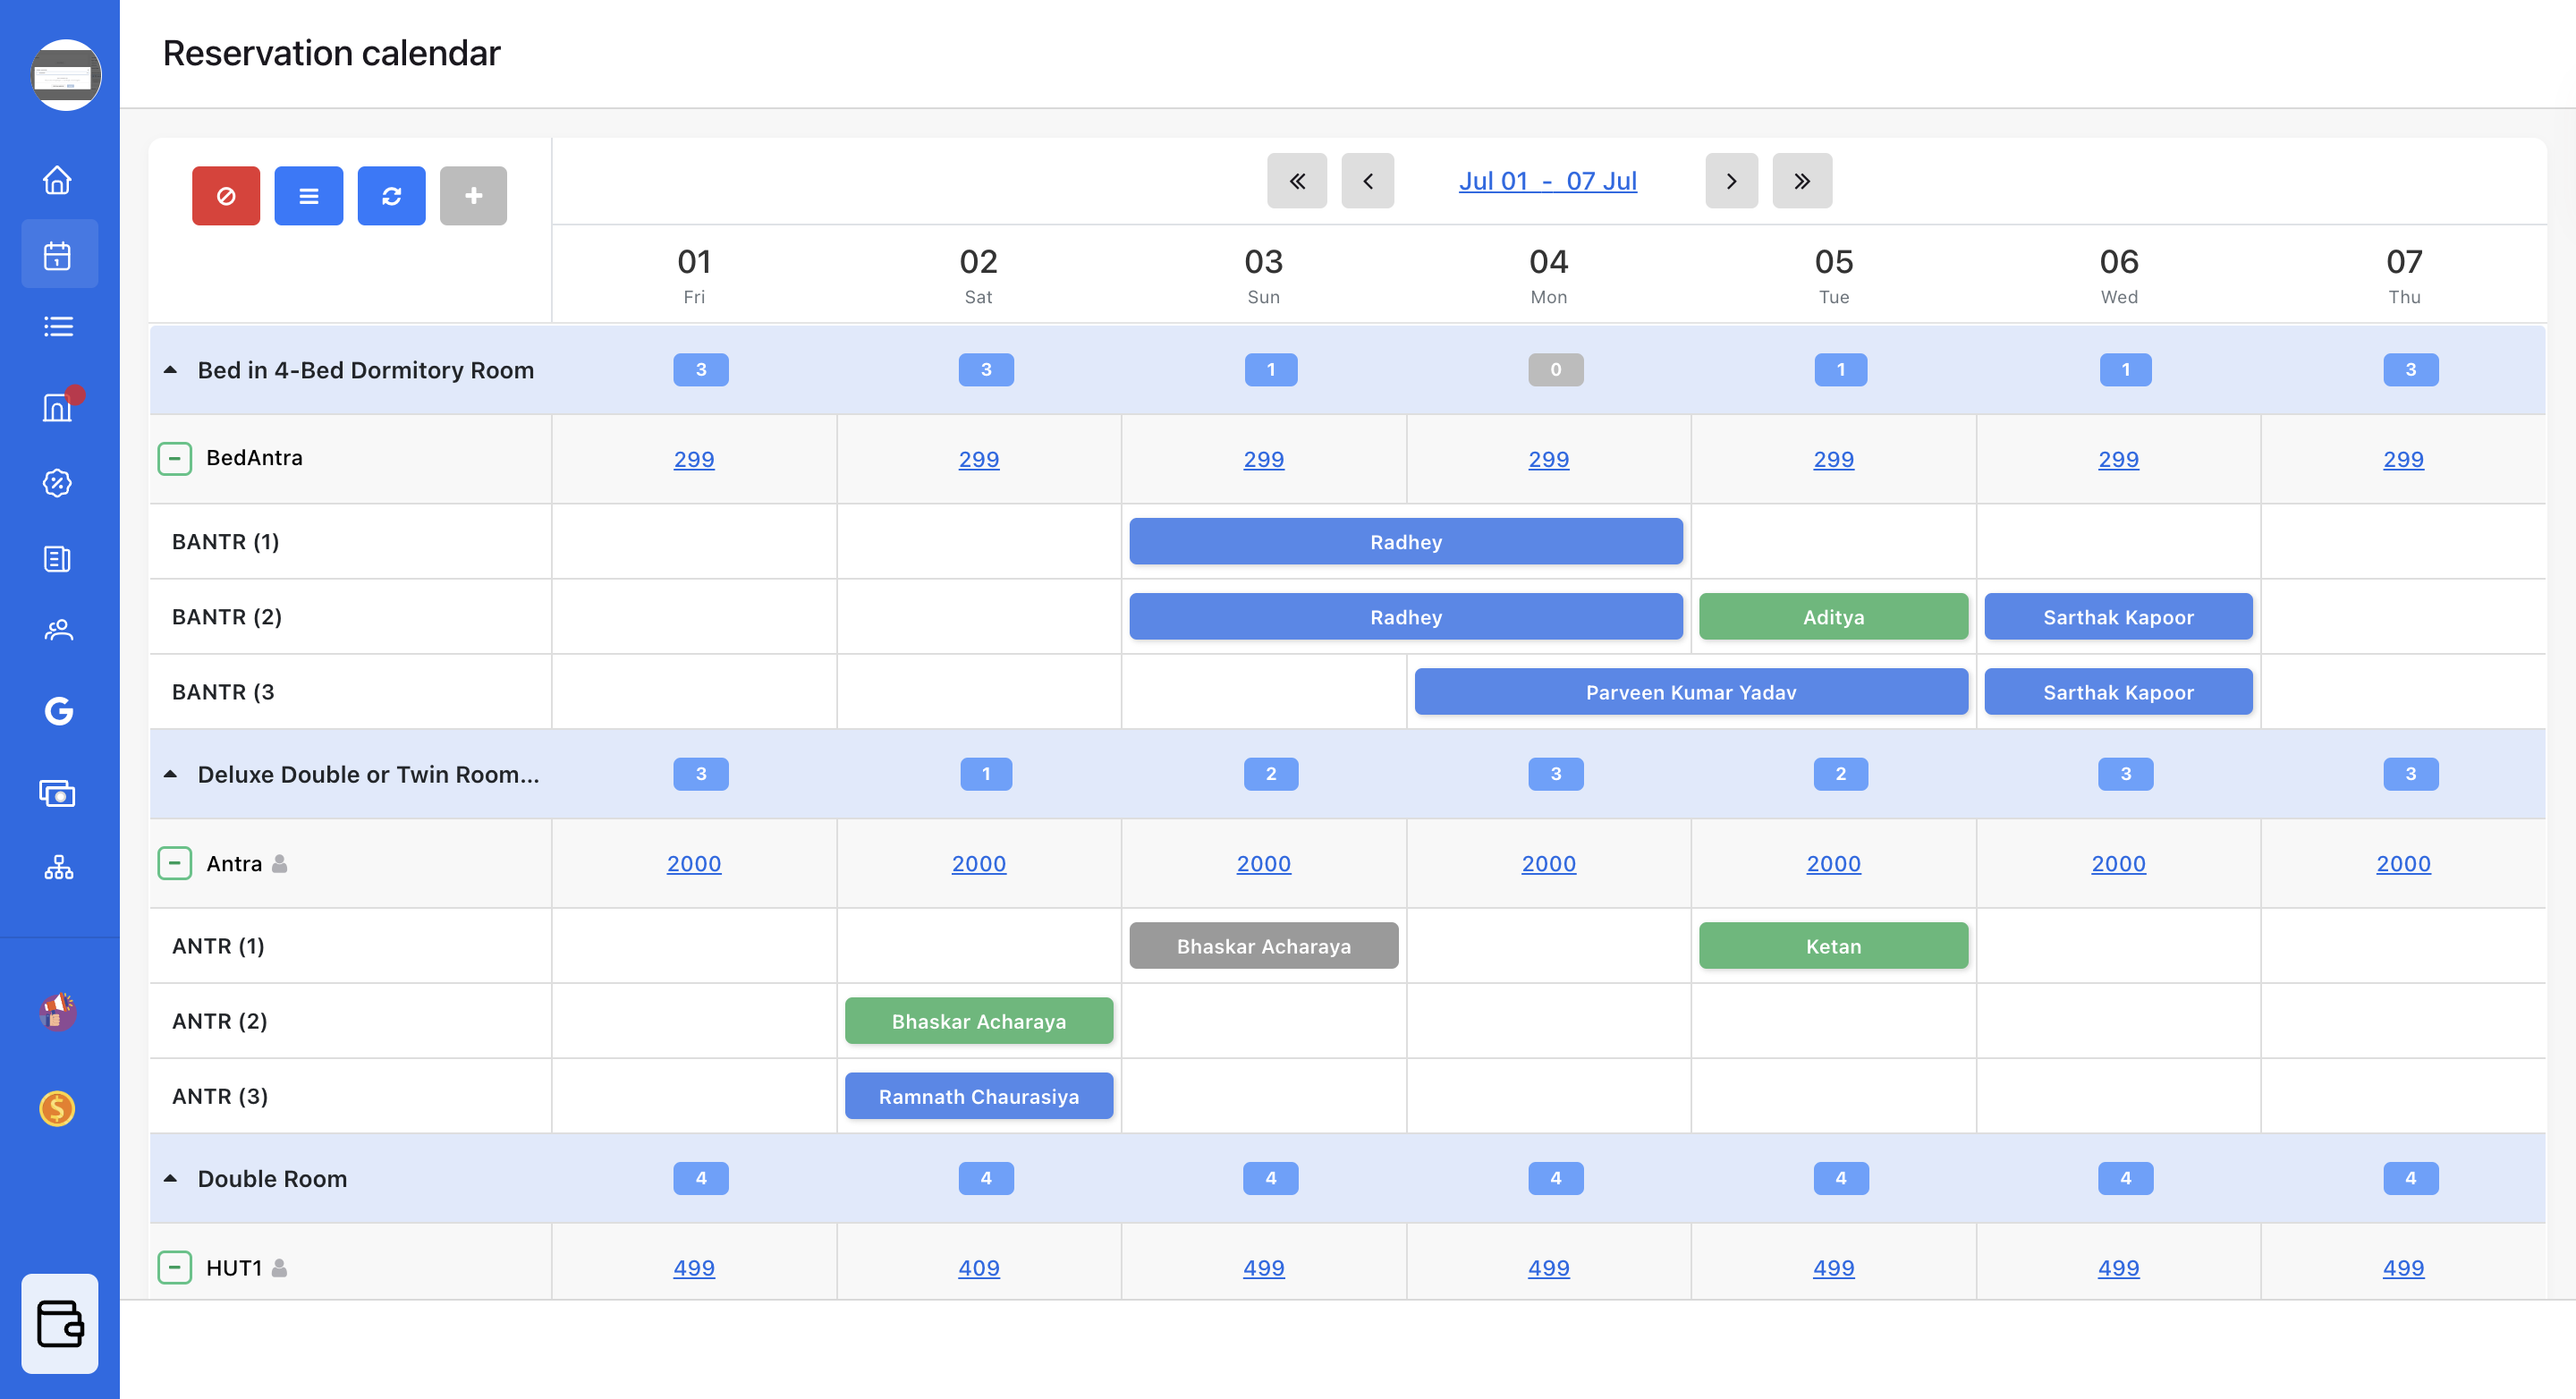 Reservation calendar
Jul 01 - 07 Jul
01 02 03 04 05 06 07
Fri Sat Sun Mon Tue Wed Thu
Bed in 4-Bed Dormitory Room 3 3 1 0 1 1 3
BedAntra 299 299 299 299 299 299 299
BANTR (1) Radhey
BANTR (2) Radhey Aditya Sarthak Kapoor
BANTR (3 Parveen Kumar Yadav Sarthak Kapoor
Deluxe Double or Twin Room... 3 1 2 3 2 3 3
Antra 2000 2000 2000 2000 2000 2000 2000
ANTR (1) Bhaskar Acharaya Ketan
ANTR (2) Bhaskar Acharaya
ANTR (3) Ramnath Chaurasiya
Double Room 4 4 4 4 4 4 4
HUT1 499 409 499 499 499 499 499